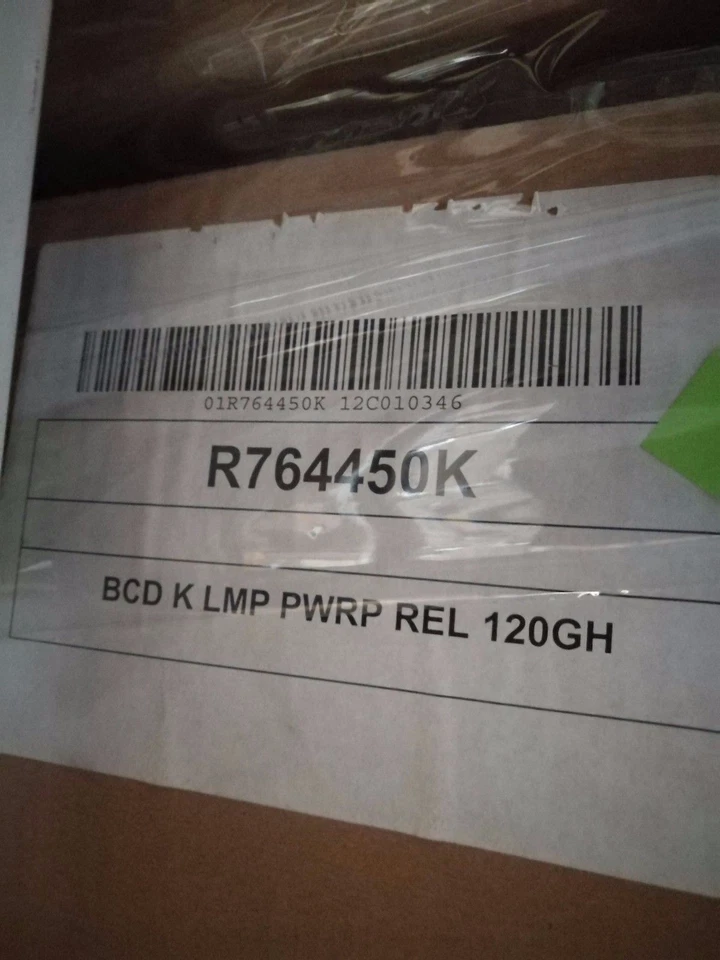 01R764450K 12C010346
R764450K
BCD K LMP PWRP REL 120GH